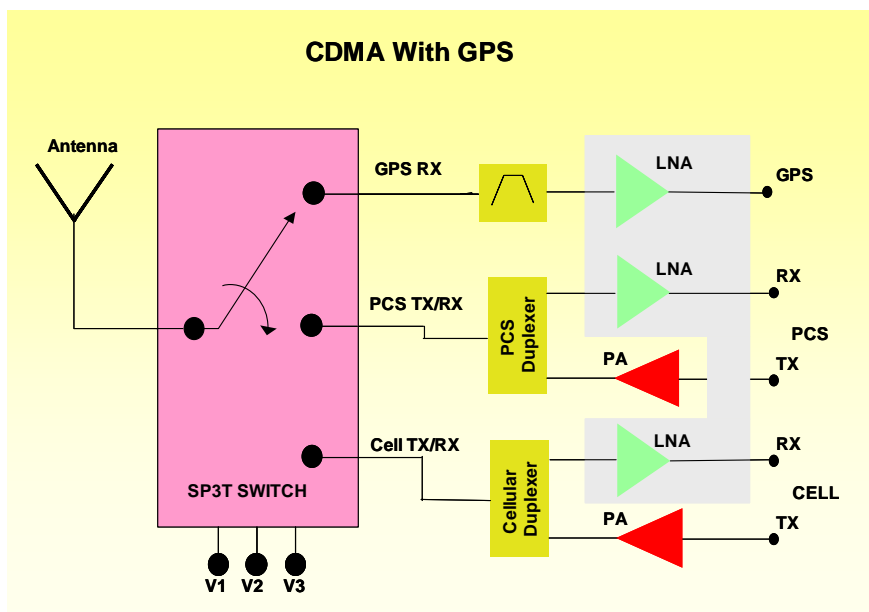 CDMA With GPS
Antenna
GPS RX
LNA
GPS
LNA
RX
PCS TX/RX
PCS
Duplexer
PCS
PA
TX
Cell TX/RX
LNA
RX
SP3T SWITCH
Cellular
Duplexer
CELL
PA
TX
V1 V2 V3